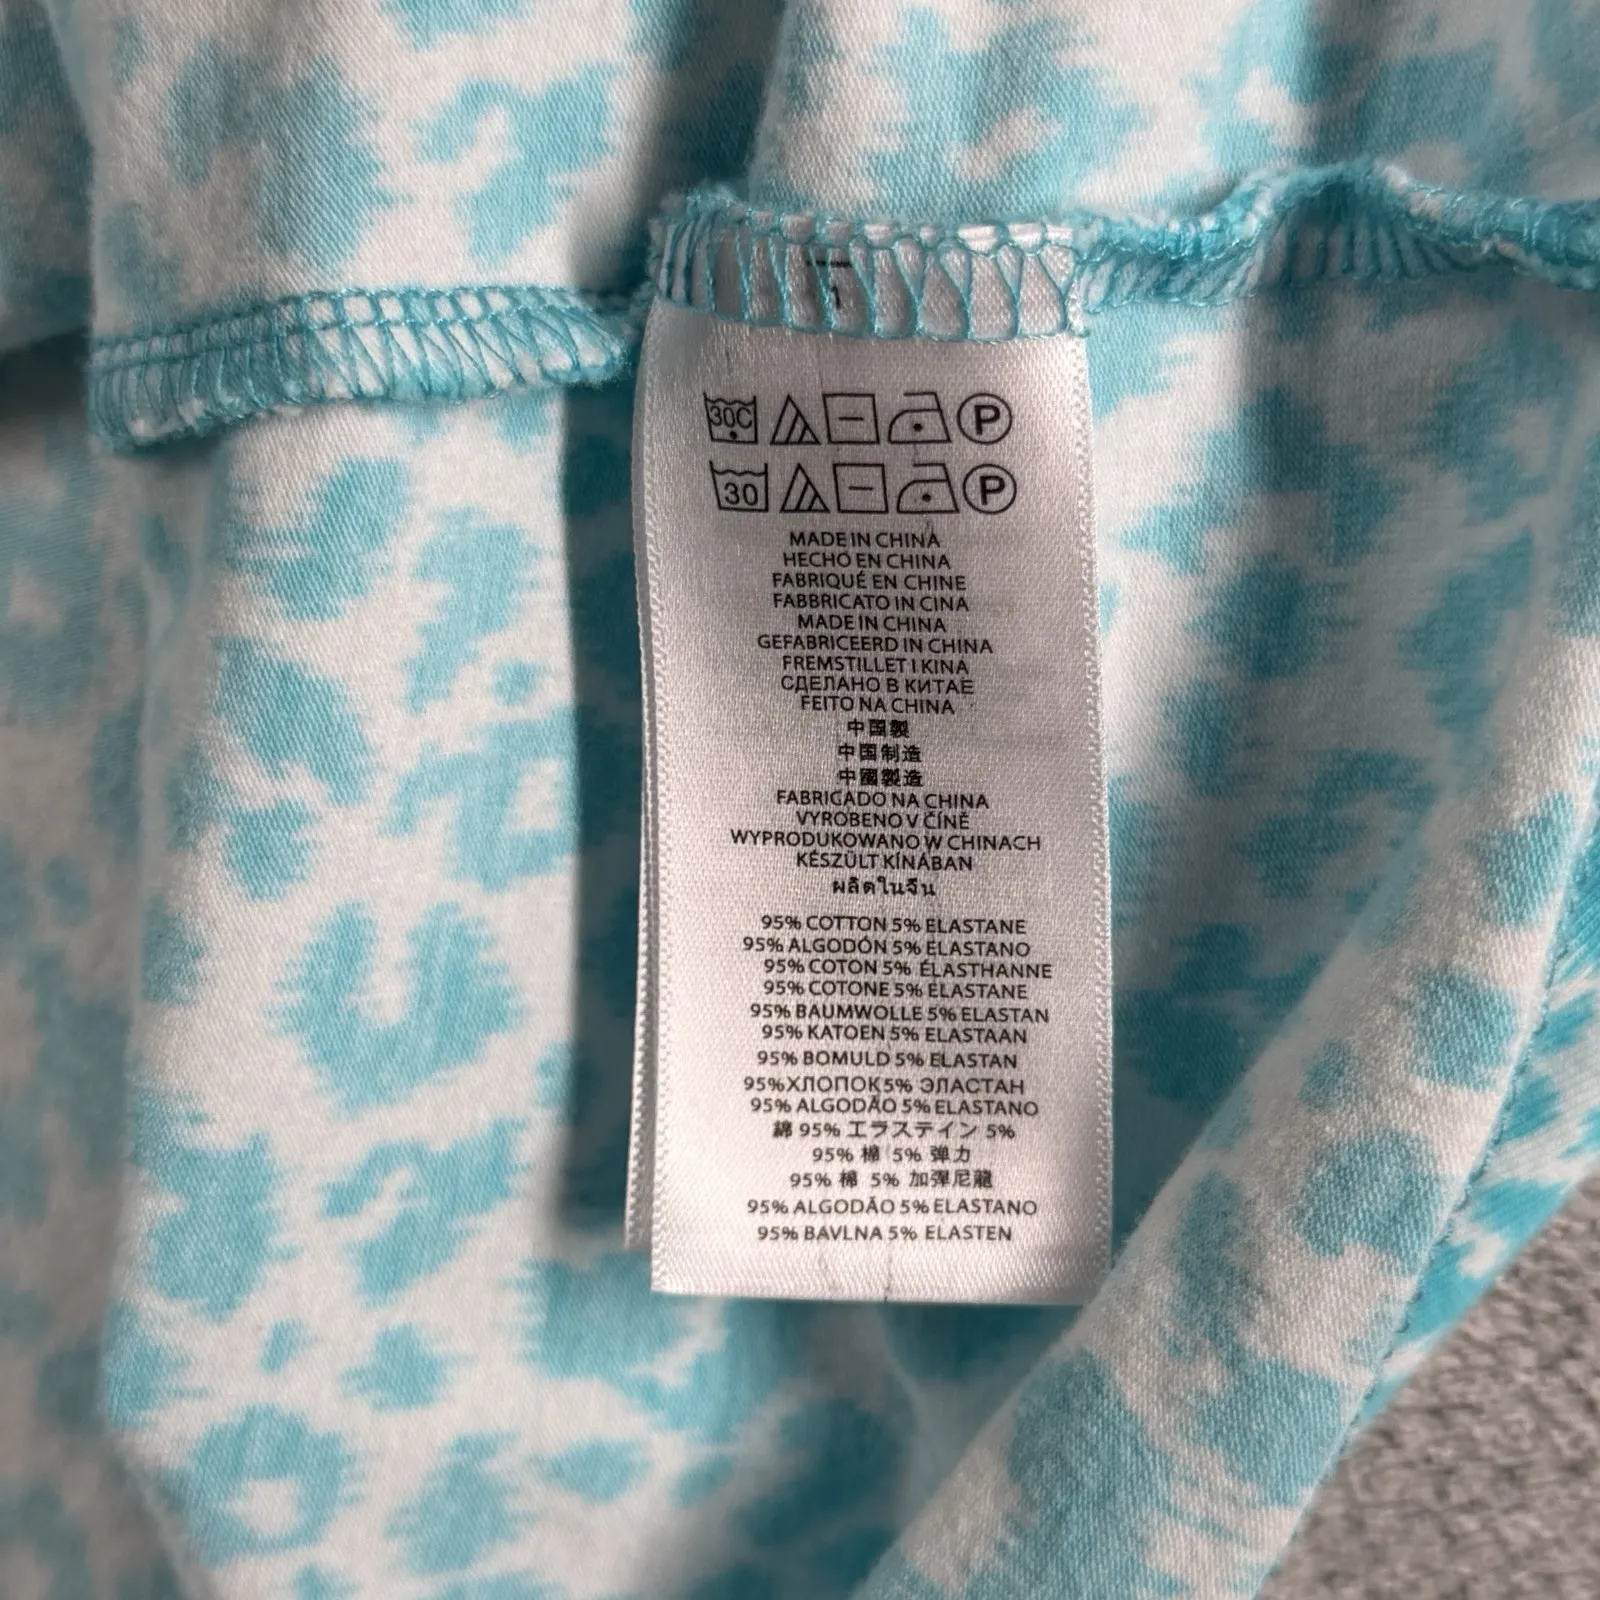 30C P
30 P
MADE IN CHINA
HECHO EN CHINA
FABRIQUÉ EN CHINE
FABBRICATO IN CINA
MADE IN CHINA
GEFABRICEERD IN CHINA
FREMSTILLET I KINA
СДЕЛАНО В КИТАЕ
FEITO NA CHINA
中国製
中国制造
中國製造
FABRICADO NA CHINA
VYROBENO V ČÍNĚ
WYPRODUKOWANO W CHINACH
KÉSZÜLT KÍNÁBAN
ผลิตในจีน
95% COTTON 5% ELASTANE
95% ALGODÓN 5% ELASTANO
95% COTON 5% ÉLASTHANNE
95% COTONE 5% ELASTANE
95% BAUMWOLLE 5% ELASTAN
95% KATOEN 5% ELASTAAN
95% BOMULD 5% ELASTAN
95%ХЛОПОК5% ЭЛАСТАН
95% ALGODÃO 5% ELASTANO
綿 95% エラステイン 5%
95% 棉 5% 弹力
95% 棉 5% 加彈尼龍
95% ALGODÃO 5% ELASTANO
95% BAVLNA 5% ELASTEN